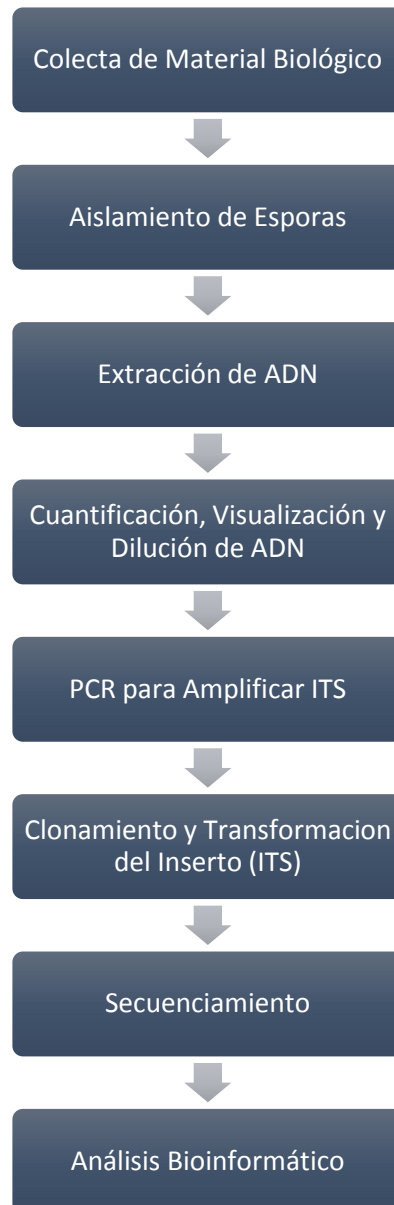 Colecta de Material Biológico
Aislamiento de Esporas
Extracción de ADN
Cuantificación, Visualización y
Dilución de ADN
PCR para Amplificar ITS
Clonamiento y Transformacion
del Inserto (ITS)
Secuenciamiento
Análisis Bioinformático